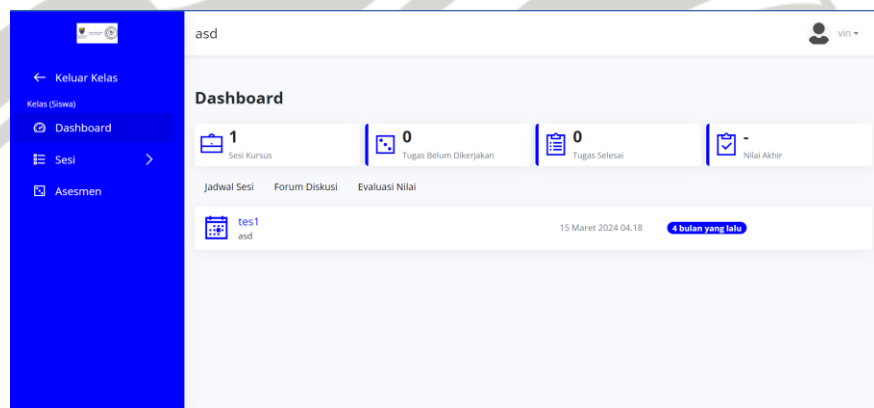 asd
vin
Keluar Kelas
Kelas (Siswa)
Dashboard
Sesi
Asesmen
Dashboard
1
Sesi Kursus
0
Tugas Belum Dikerjakan
0
Tugas Selesai
-
Nilai Akhir
Jadwal Sesi Forum Diskusi Evaluasi Nilai
tes1
asd
15 Maret 2024 04.18
4 bulan yang lalu